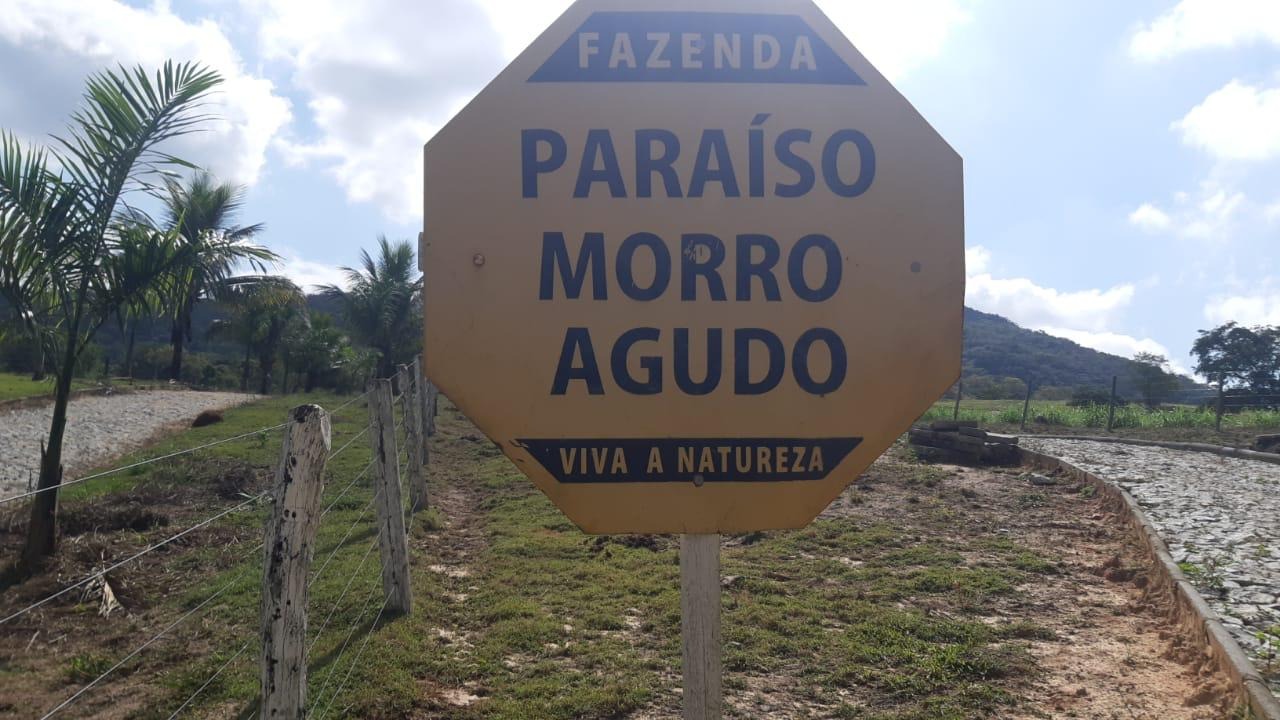 FAZENDA
PARAÍSO
MORRO
AGUDO
VIVA A NATUREZA